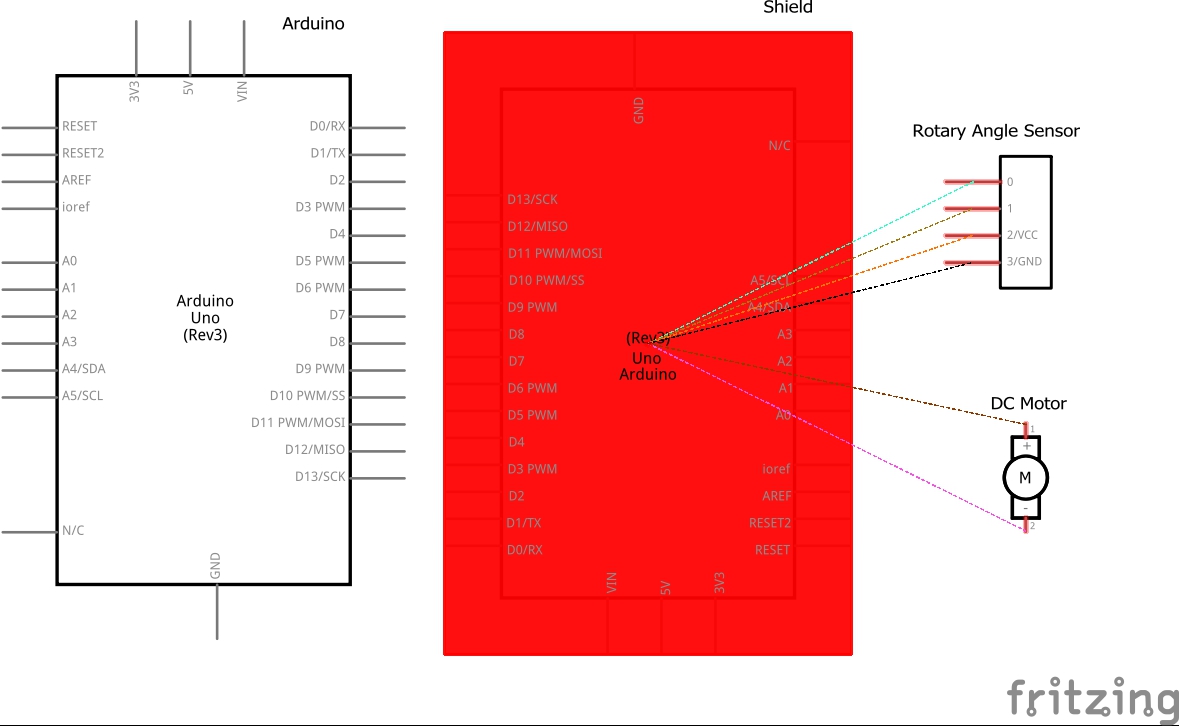 Shield
Arduino
3V3
5V
VIN
RESET
RESET2
AREF
ioref
A0
A1
A2
A3
A4/SDA
A5/SCL
N/C
Arduino
Uno
(Rev3)
D0/RX
D1/TX
D2
D3 PWM
D4
D5 PWM
D6 PWM
D7
D8
D9 PWM
D10 PWM/SS
D11 PWM/MOSI
D12/MISO
D13/SCK
GND
GND
N/C
D13/SCK
D12/MISO
D11 PWM/MOSI
D10 PWM/SS
D9 PWM
D8
D7
D6 PWM
D5 PWM
D4
D3 PWM
D2
D1/TX
D0/RX
(Rev3)
Uno
Arduino
A5/SCL
A4/SDA
A3
A2
A1
A0
ioref
AREF
RESET2
RESET
VIN
5V
3V3
Rotary Angle Sensor
0
1
2/VCC
3/GND
DC Motor
1
+
M
-
2
fritzing